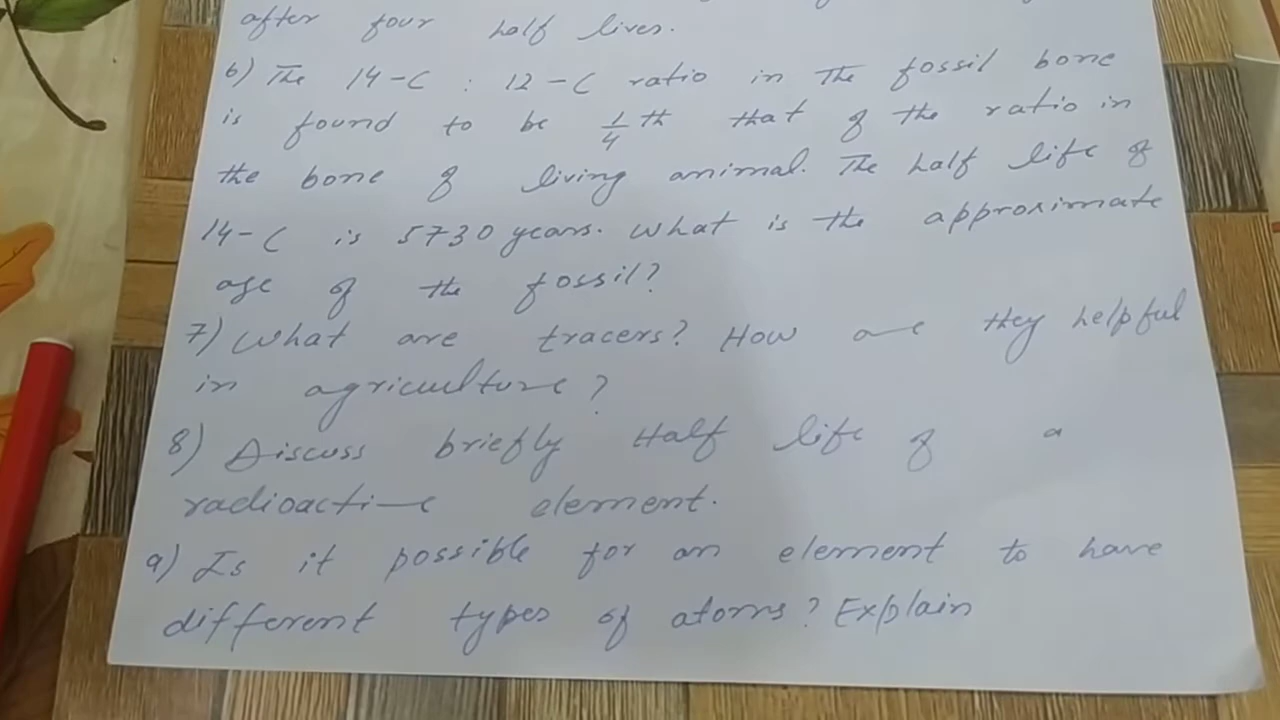 after four half lives.
6) The 14-C : 12-C ratio in the fossil bone
is found to be 1/4 th that of the ratio in
the bone of living animal. The half life of
14-C is 5730 years. What is the approximate
age of the fossil?
7) What are tracers? How are they helpful
in agriculture?
8) Discuss briefly Half life of a
radioactive element.
9) Is it possible for an element to have
different types of atoms? Explain